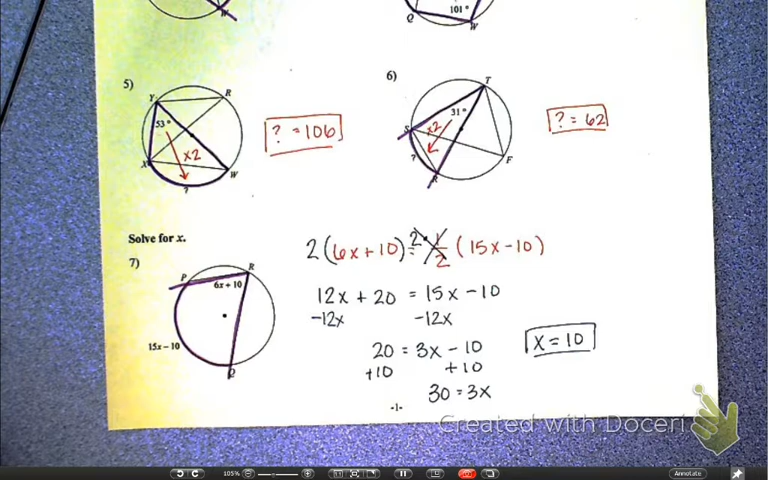 Q
101°
W
5)
Y
R
53°
x2
X
W
?
? = 106
6)
T
31°
S
x2
?
R
F
? = 62
Solve for x.
7)
P
R
6x + 10
15x – 10
Q
2(6x+10) = 2·1/2 (15x–10)
12x + 20 = 15x – 10
–12x –12x
20 = 3x – 10
+10 +10
30 = 3x
x = 10
-1-
Created with Doceri
105%
Annotate